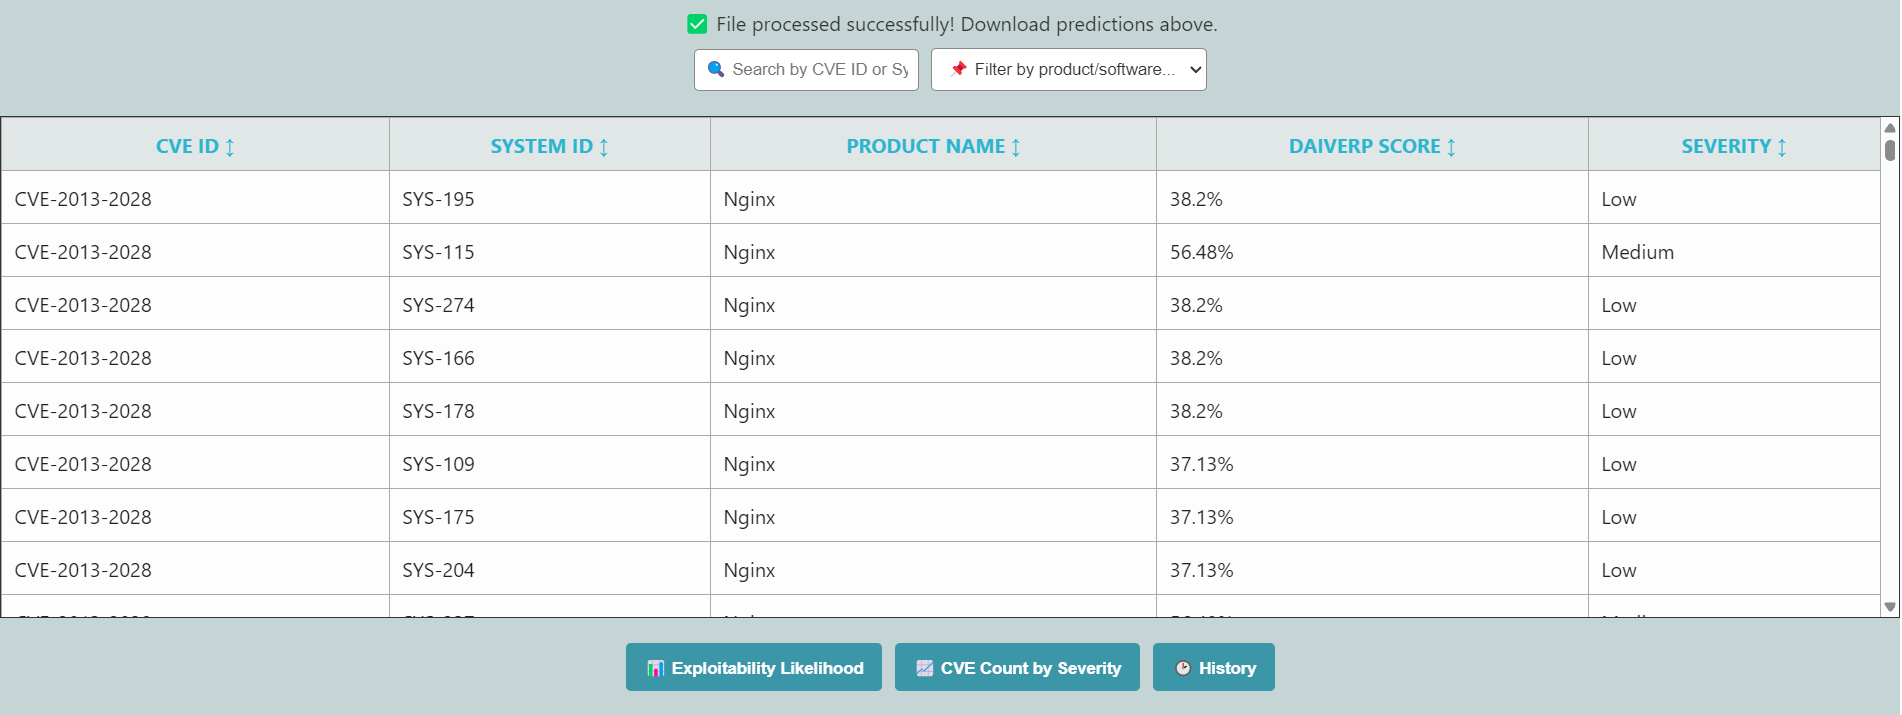 ✅ File processed successfully! Download predictions above.
🔍 Search by CVE ID or Sy 📌 Filter by product/software...
CVE ID ↕ SYSTEM ID ↕ PRODUCT NAME ↕ DAIVERP SCORE ↕ SEVERITY ↕
CVE-2013-2028 SYS-195 Nginx 38.2% Low
CVE-2013-2028 SYS-115 Nginx 56.48% Medium
CVE-2013-2028 SYS-274 Nginx 38.2% Low
CVE-2013-2028 SYS-166 Nginx 38.2% Low
CVE-2013-2028 SYS-178 Nginx 38.2% Low
CVE-2013-2028 SYS-109 Nginx 37.13% Low
CVE-2013-2028 SYS-175 Nginx 37.13% Low
CVE-2013-2028 SYS-204 Nginx 37.13% Low
📊 Exploitability Likelihood 📈 CVE Count by Severity 🕒 History